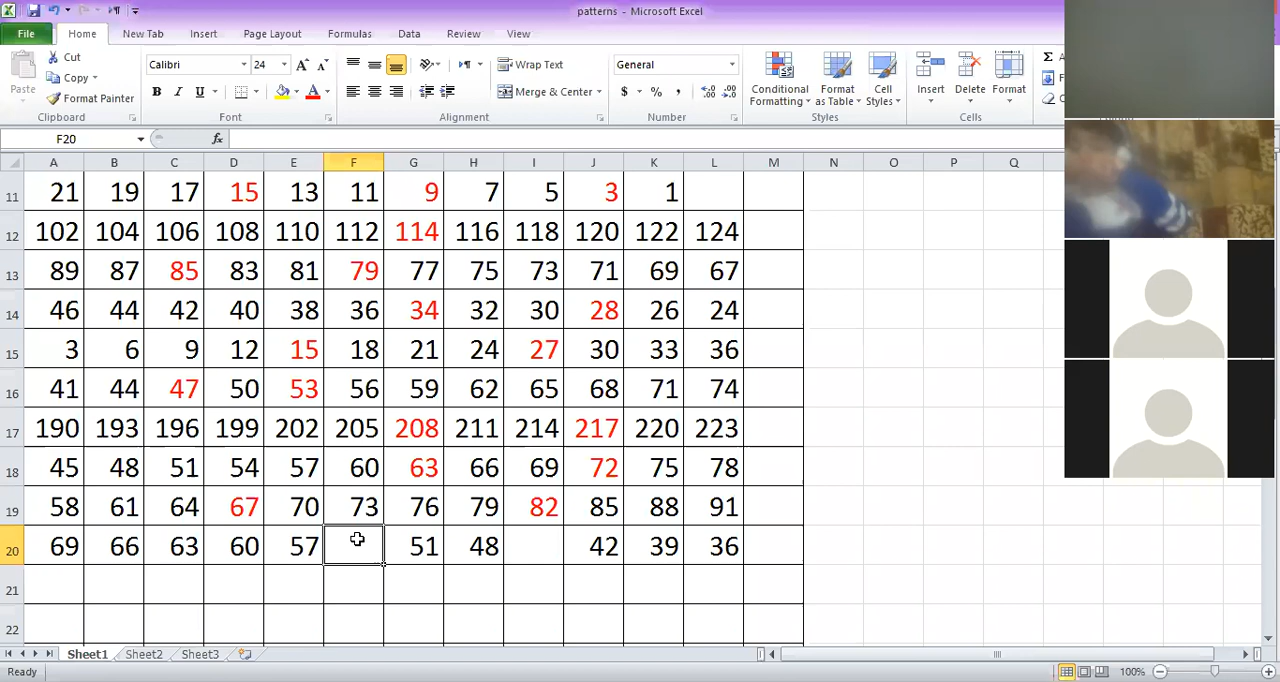 patterns - Microsoft Excel
File Home New Tab Insert Page Layout Formulas Data Review View
Cut
Copy
Format Painter
Paste
Clipboard
Calibri 24 A A
B I U A
Font
Wrap Text
Merge & Center
Alignment
General
$ % , .0 .00 .00 .0
Number
Conditional Formatting
Format as Table
Cell Styles
Styles
Insert Delete Format
Cells
Σ
F20 fx
A B C D E F G H I J K L M N O P Q
11 21 19 17 15 13 11 9 7 5 3 1
12 102 104 106 108 110 112 114 116 118 120 122 124
13 89 87 85 83 81 79 77 75 73 71 69 67
14 46 44 42 40 38 36 34 32 30 28 26 24
15 3 6 9 12 15 18 21 24 27 30 33 36
16 41 44 47 50 53 56 59 62 65 68 71 74
17 190 193 196 199 202 205 208 211 214 217 220 223
18 45 48 51 54 57 60 63 66 69 72 75 78
19 58 61 64 67 70 73 76 79 82 85 88 91
20 69 66 63 60 57 51 48 42 39 36
21
22
Sheet1 Sheet2 Sheet3
Ready 100%